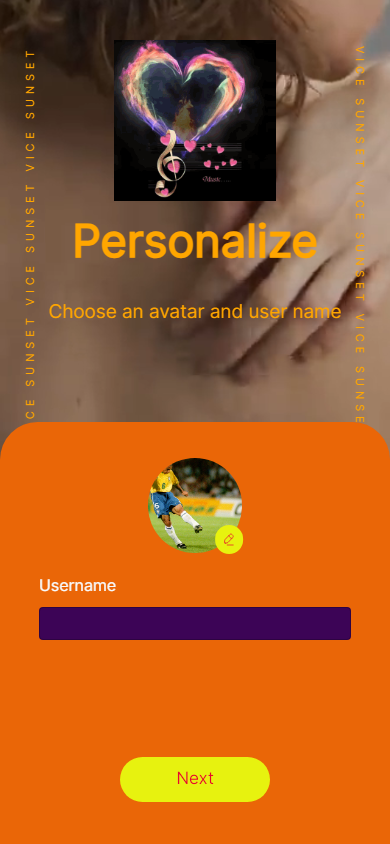 VICE SUNSET VICE SUNSET VICE SUNSET
Music
Personalize
Choose an avatar and user name
VICE SUNSET VICE SUNSET VICE SUNSE
Username
Next